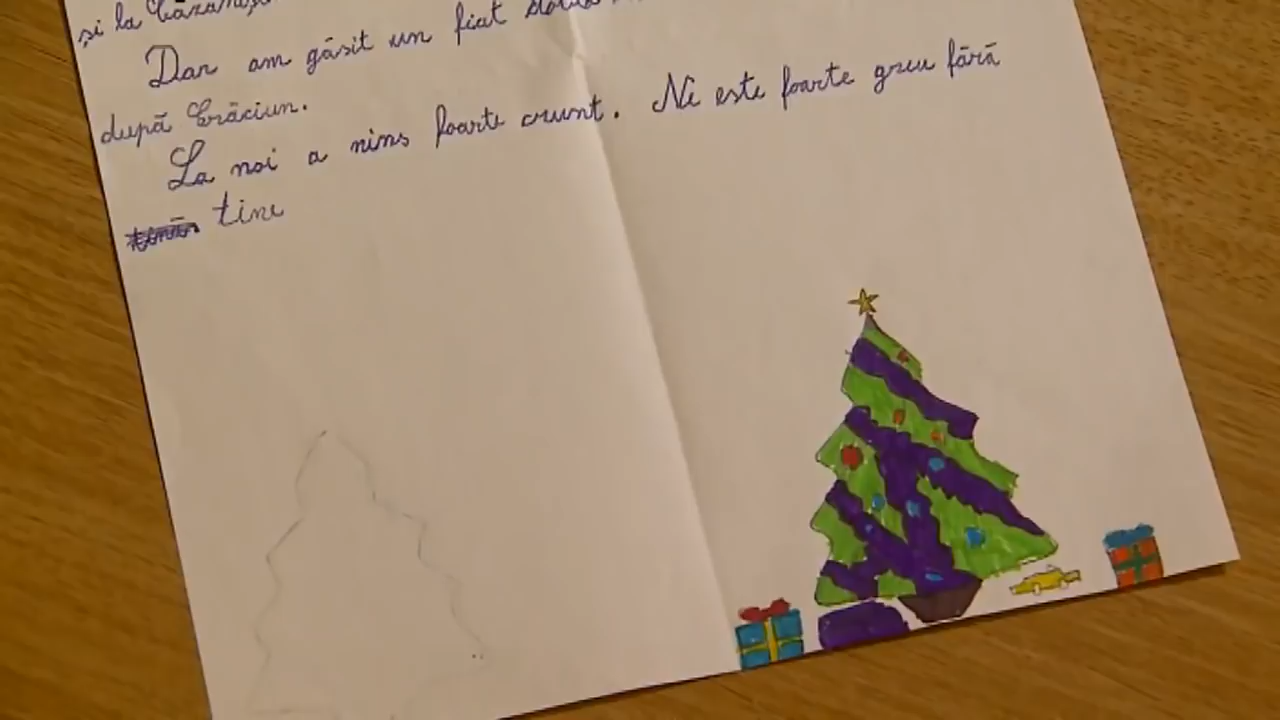 și la
Dar am găsit un fiat
după Crăciun.
La noi a nins foarte crunt. Ne este foarte greu fără
tine